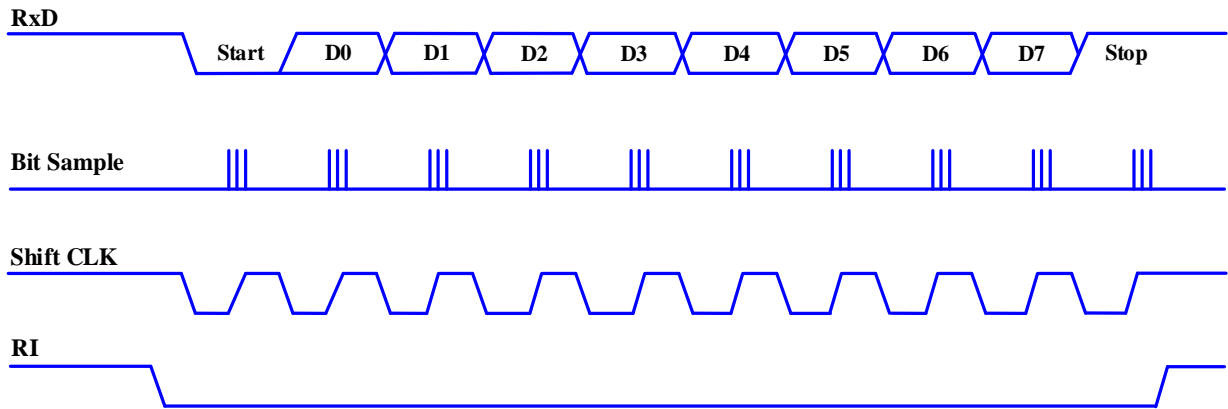 RxD
Start D0 D1 D2 D3 D4 D5 D6 D7 Stop
Bit Sample
Shift CLK
RI